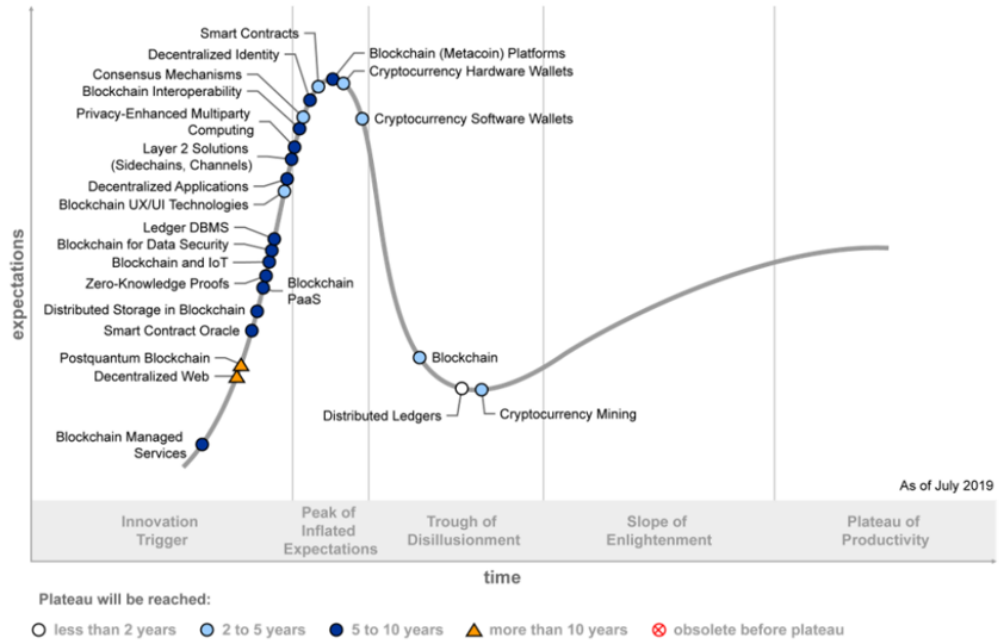 Smart Contracts
Decentralized Identity
Consensus Mechanisms
Blockchain Interoperability
Privacy-Enhanced Multiparty
Computing
Layer 2 Solutions
(Sidechains, Channels)
Decentralized Applications
Blockchain UX/UI Technologies
Ledger DBMS
Blockchain for Data Security
Blockchain and IoT
Zero-Knowledge Proofs
Blockchain
PaaS
Distributed Storage in Blockchain
Smart Contract Oracle
Postquantum Blockchain
Decentralized Web
Blockchain Managed
Services
Blockchain (Metacoin) Platforms
Cryptocurrency Hardware Wallets
Cryptocurrency Software Wallets
Blockchain
Distributed Ledgers
Cryptocurrency Mining
expectations
As of July 2019
Innovation
Trigger
Peak of
Inflated
Expectations
Trough of
Disillusionment
Slope of
Enlightenment
Plateau of
Productivity
time
Plateau will be reached:
less than 2 years
2 to 5 years
5 to 10 years
more than 10 years
obsolete before plateau